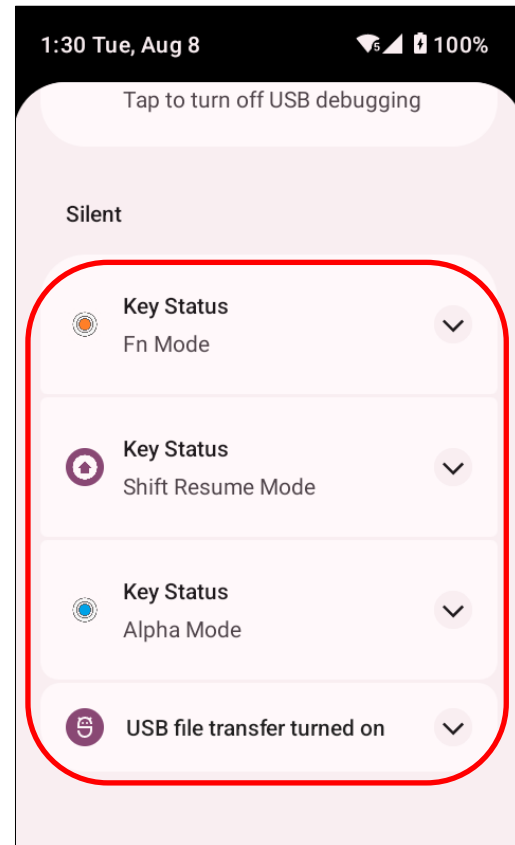 1:30 Tue, Aug 8 5 100%
Tap to turn off USB debugging
Silent
Key Status
Fn Mode
Key Status
Shift Resume Mode
Key Status
Alpha Mode
USB file transfer turned on